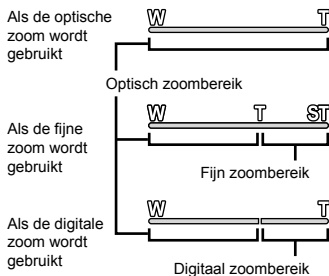 Als de optische
zoom wordt
gebruikt
W T
Optisch zoombereik
Als de fijne
zoom wordt
gebruikt
W T ST
Fijn zoombereik
Als de digitale
zoom wordt
gebruikt
W T
Digitaal zoombereik